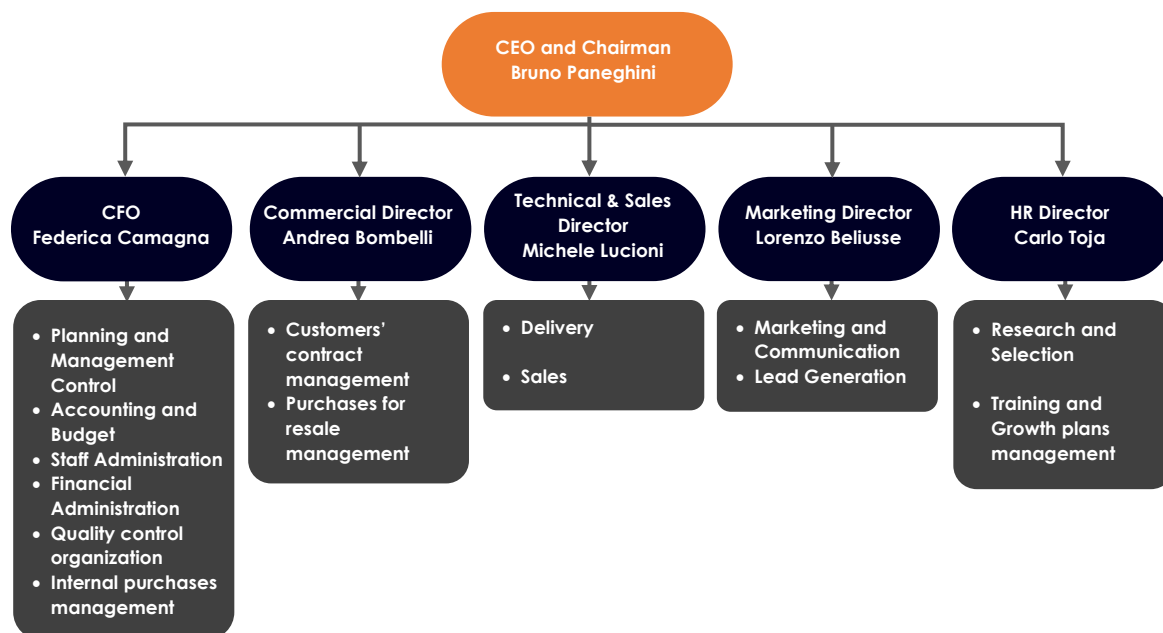 CEO and Chairman
Bruno Paneghini
CFO
Federica Camagna
Commercial Director
Andrea Bombelli
Technical & Sales
Director
Michele Lucioni
Marketing Director
Lorenzo Beliusse
HR Director
Carlo Toja
• Planning and
Management
Control
• Accounting and
Budget
• Staff Administration
• Financial
Administration
• Quality control
organization
• Internal purchases
management
• Customers’
contract
management
• Purchases for
resale
management
• Delivery
• Sales
• Marketing and
Communication
• Lead Generation
• Research and
Selection
• Training and
Growth plans
management